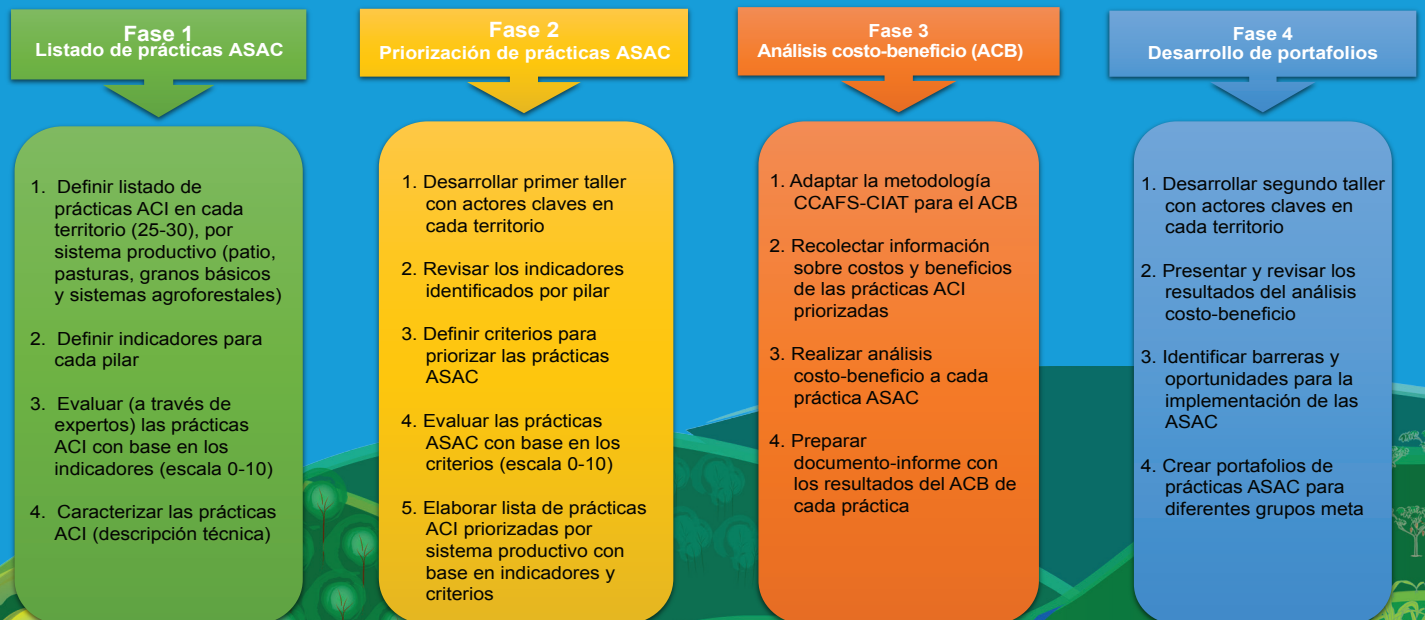 Fase 1
Listado de prácticas ASAC
1. Definir listado de
prácticas ACI en cada
territorio (25-30), por
sistema productivo (patio,
pasturas, granos básicos
y sistemas agroforestales)
2. Definir indicadores para
cada pilar
3. Evaluar (a través de
expertos) las prácticas
ACI con base en los
indicadores (escala 0-10)
4. Caracterizar las prácticas
ACI (descripción técnica)
Fase 2
Priorización de prácticas ASAC
1. Desarrollar primer taller
con actores claves en
cada territorio
2. Revisar los indicadores
identificados por pilar
3. Definir criterios para
priorizar las prácticas
ASAC
4. Evaluar las prácticas
ASAC con base en los
criterios (escala 0-10)
5. Elaborar lista de prácticas
ACI priorizadas por
sistema productivo con
base en indicadores y
criterios
Fase 3
Análisis costo-beneficio (ACB)
1. Adaptar la metodología
CCAFS-CIAT para el ACB
2. Recolectar información
sobre costos y beneficios
de las prácticas ACI
priorizadas
3. Realizar análisis
costo-beneficio a cada
práctica ASAC
4. Preparar
documento-informe con
los resultados del ACB de
cada práctica
Fase 4
Desarrollo de portafolios
1. Desarrollar segundo taller
con actores claves en
cada territorio
2. Presentar y revisar los
resultados del análisis
costo-beneficio
3. Identificar barreras y
oportunidades para la
implementación de las
ASAC
4. Crear portafolios de
prácticas ASAC para
diferentes grupos meta